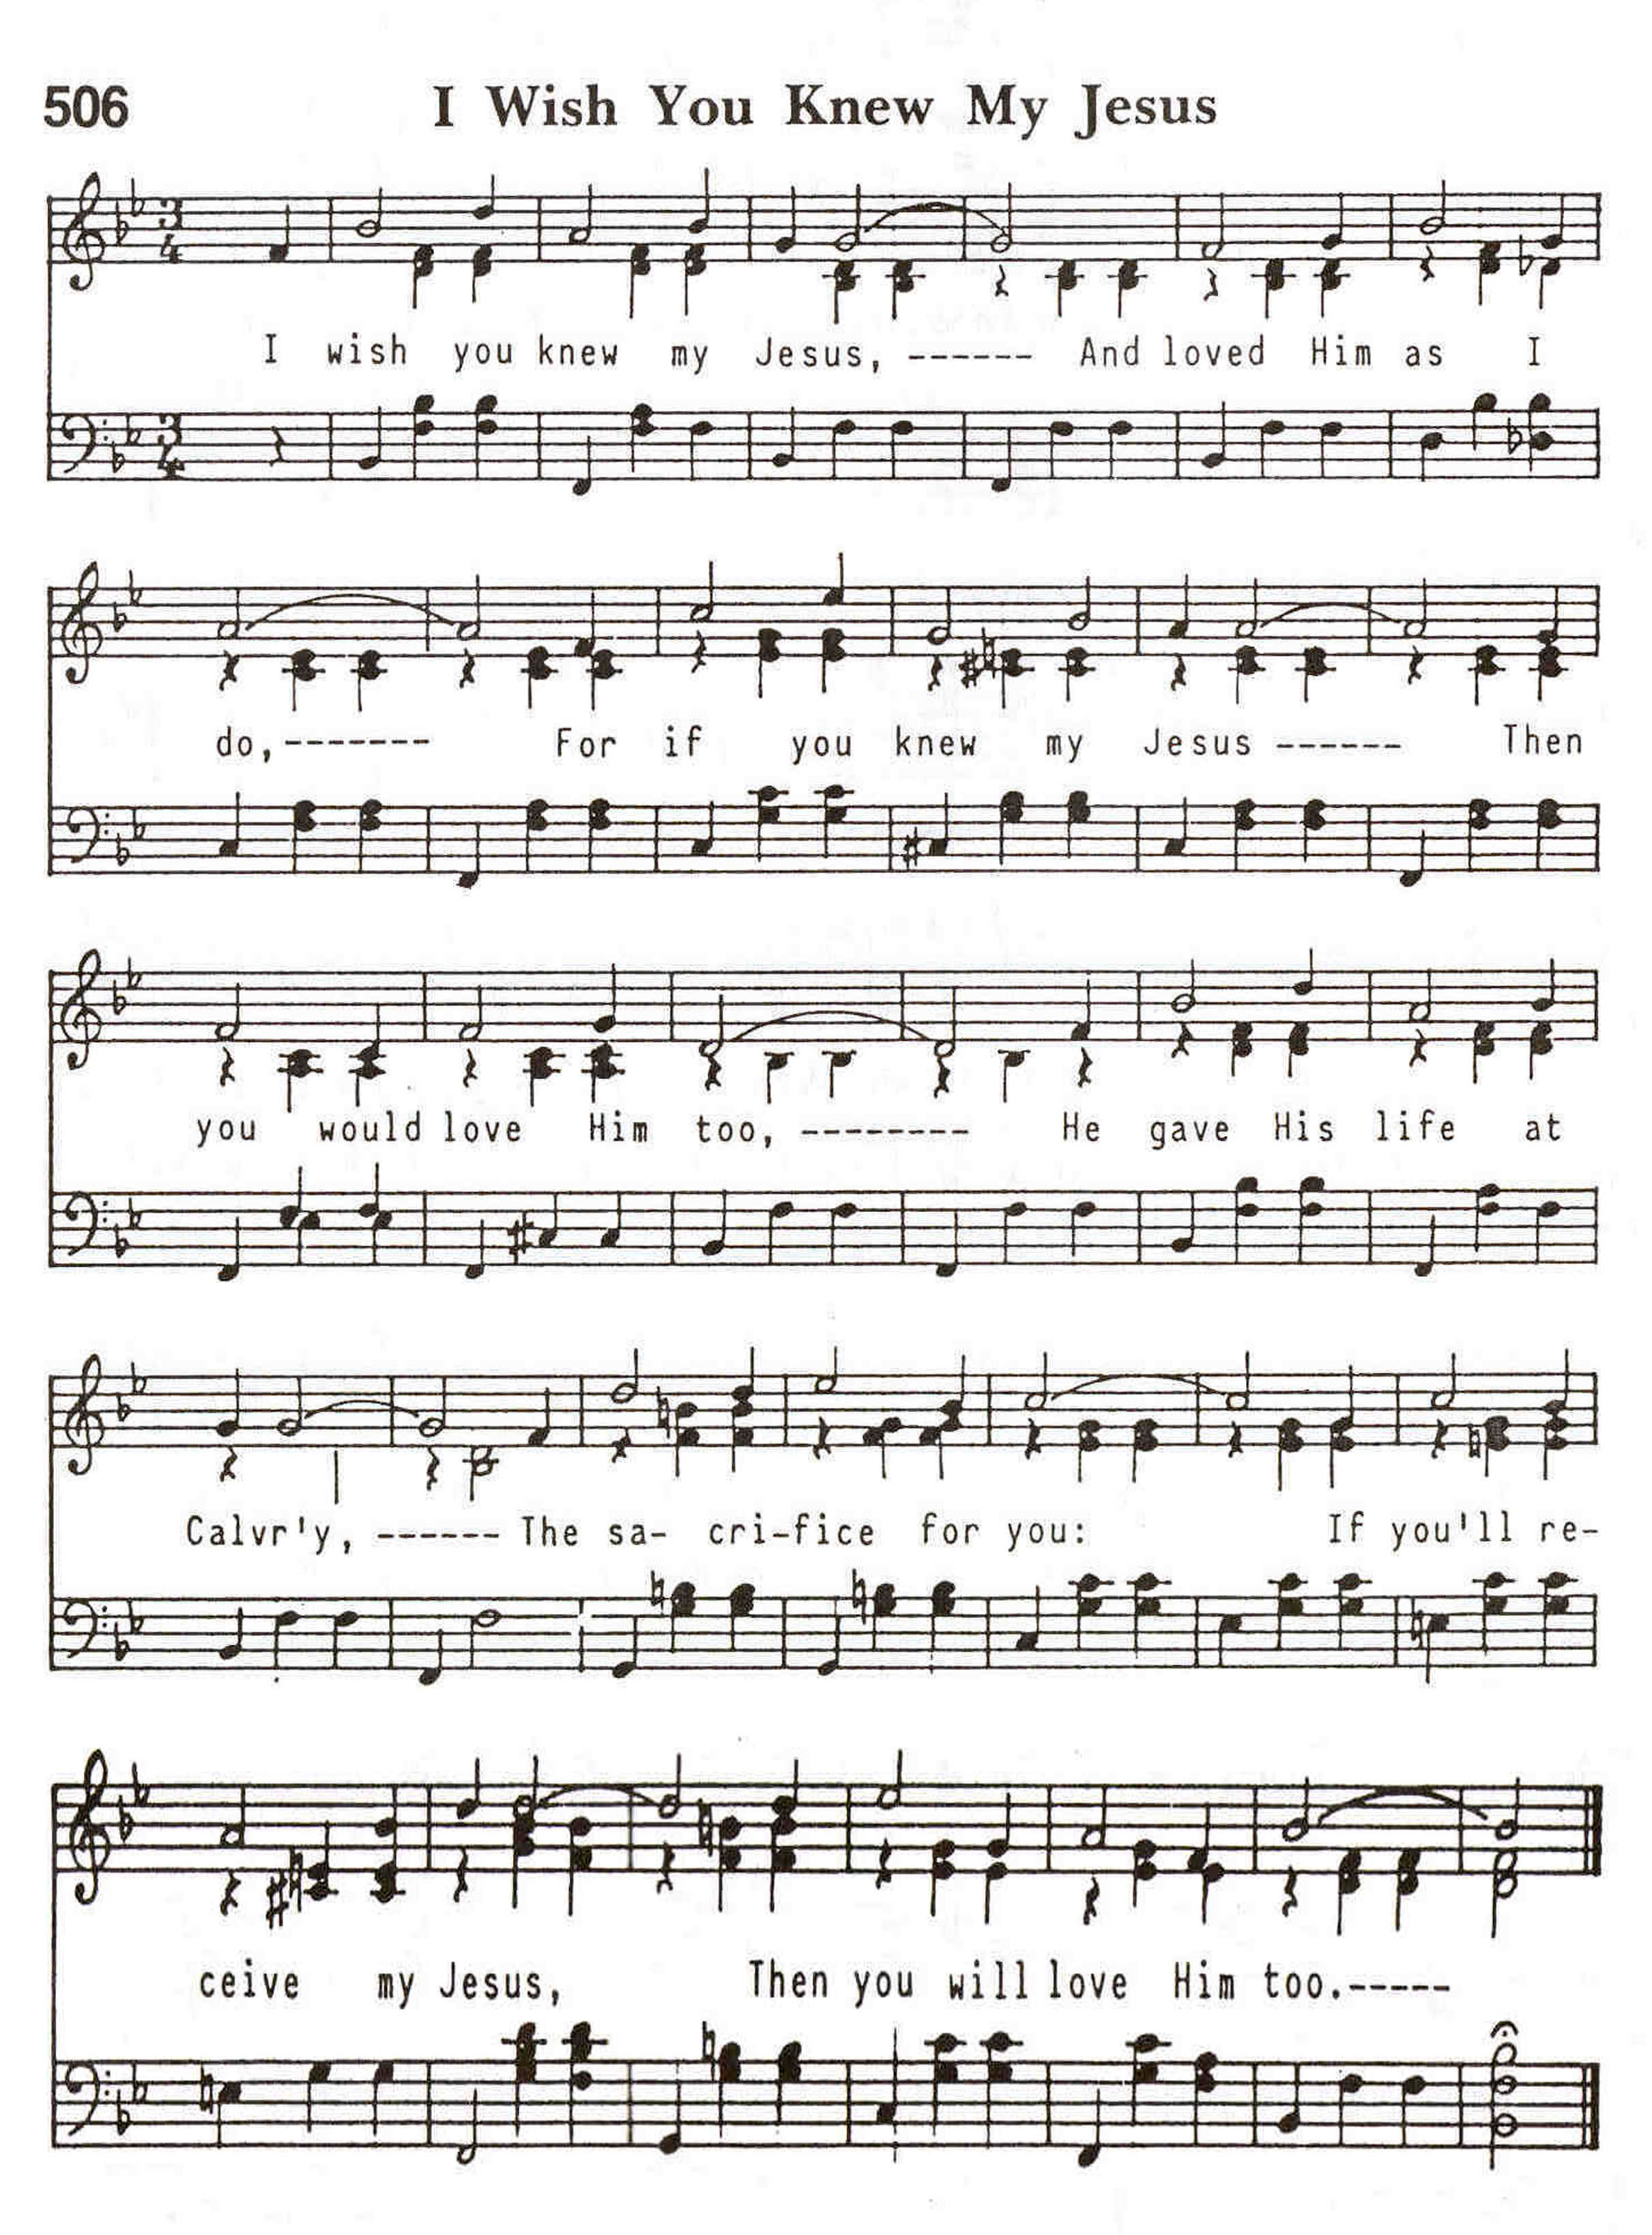 506 I Wish You Knew My Jesus
3
4
I wish you knew my Jesus, ------ And loved Him as I
3
4
do,------- For if you knew my Jesus ------ Then
you would love Him too, -------- He gave His life at
Calvr'y, ------ The sa- cri-fice for you: If you'll re-
ceive my Jesus, Then you will love Him too.-----